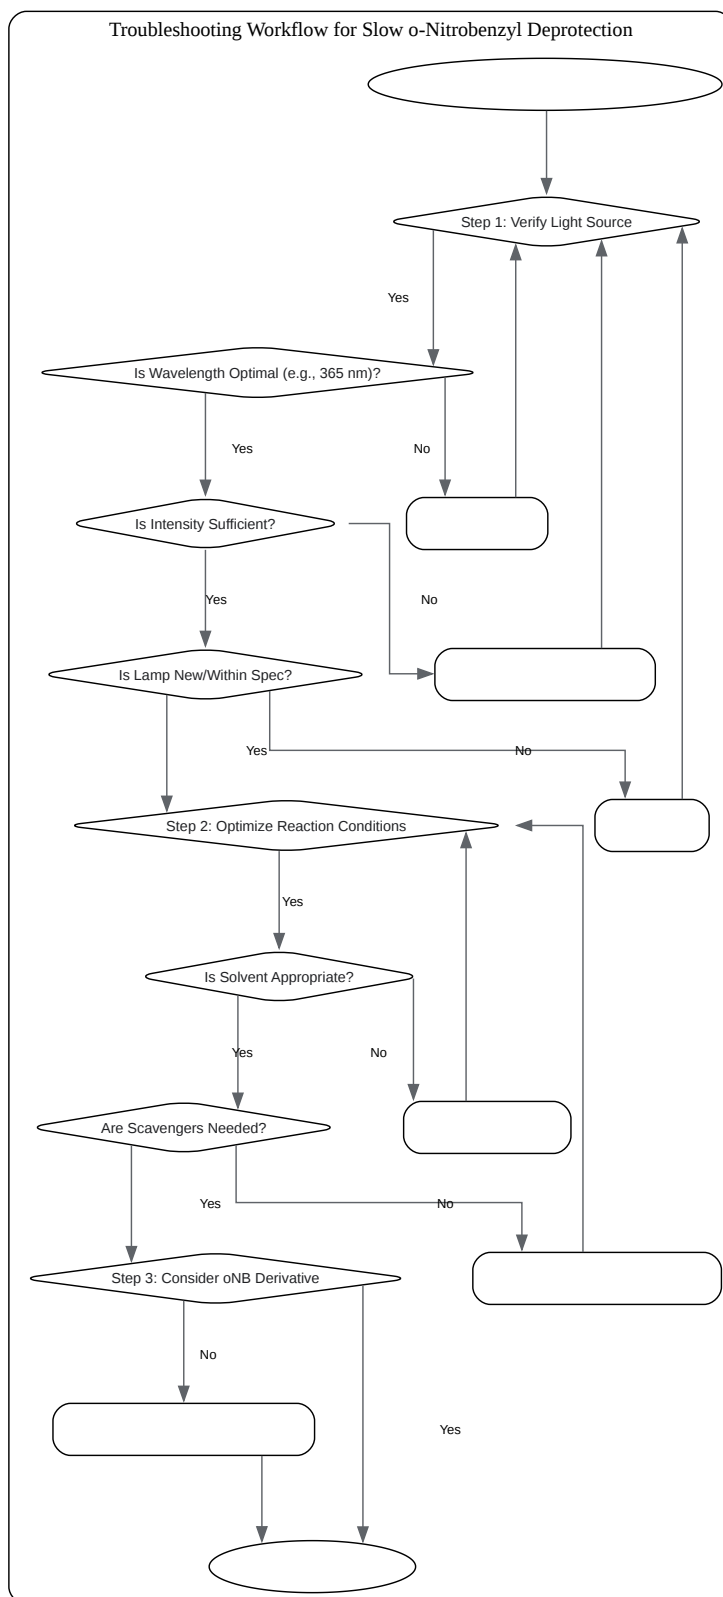 Troubleshooting Workflow for Slow o-Nitrobenzyl Deprotection
Step 1: Verify Light Source
Yes
Is Wavelength Optimal (e.g., 365 nm)?
Yes
No
Is Intensity Sufficient?
Yes
No
Is Lamp New/Within Spec?
Yes
No
Step 2: Optimize Reaction Conditions
Yes
Is Solvent Appropriate?
Yes
No
Are Scavengers Needed?
Yes
No
Step 3: Consider oNB Derivative
No
Yes